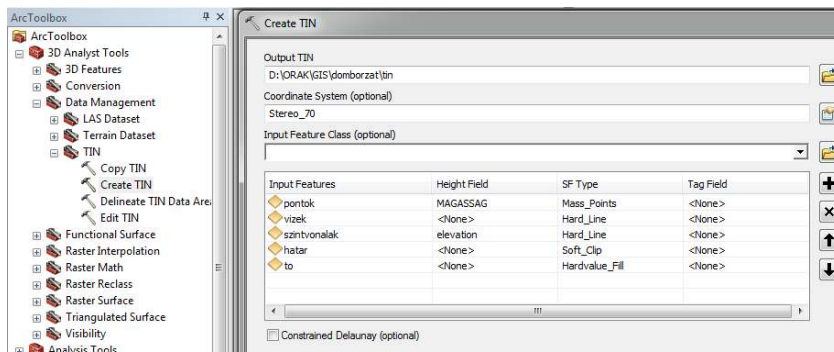 ArcToolbox
ArcToolbox
3D Analyst Tools
3D Features
Conversion
Data Management
LAS Dataset
Terrain Dataset
TIN
Copy TIN
Create TIN
Delineate TIN Data Area
Edit TIN
Functional Surface
Raster Interpolation
Raster Math
Raster Reclass
Raster Surface
Triangulated Surface
Visibility
Analysis Tools
Create TIN
Output TIN
D:\ORAK\GIS\domborzat\tin
Coordinate System (optional)
Stereo_70
Input Feature Class (optional)
Input Features Height Field SF Type Tag Field
pontok MAGASSAG Mass_Points <None>
vizek <None> Hard_Line <None>
szintvonalak elevation Hard_Line <None>
hatar <None> Soft_Clip <None>
to <None> Hardvalue_Fill <None>
Constrained Delaunay (optional)